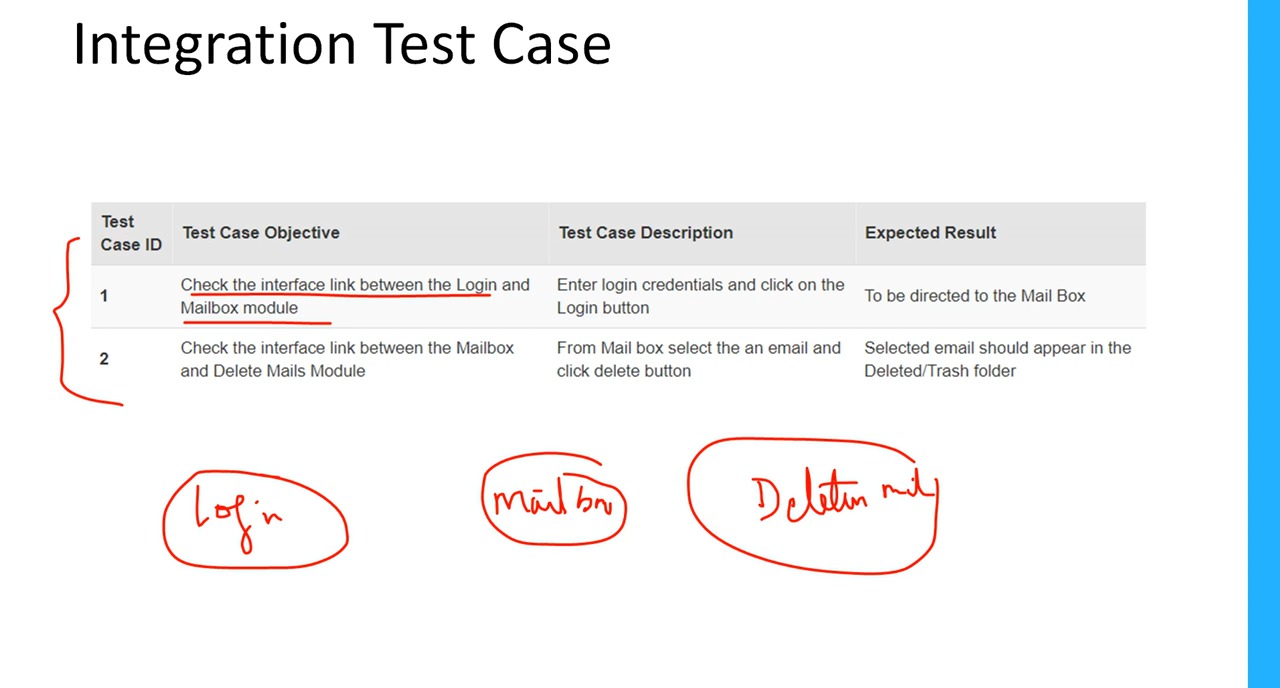 Integration Test Case
Test Case ID Test Case Objective Test Case Description Expected Result
1 Check the interface link between the Login and Mailbox module Enter login credentials and click on the Login button To be directed to the Mail Box
2 Check the interface link between the Mailbox and Delete Mails Module From Mail box select the an email and click delete button Selected email should appear in the Deleted/Trash folder
Login
Mail